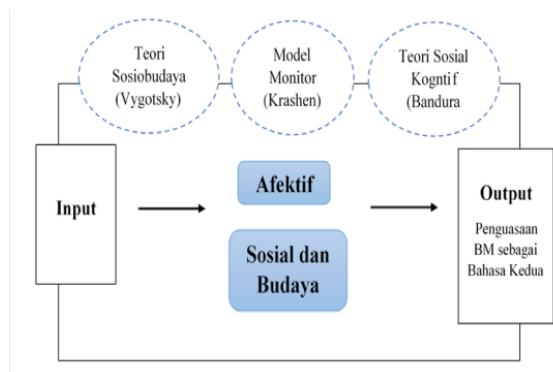 Teori
Sosiobudaya
(Vygotsky)
Model
Monitor
(Krashen)
Teori Sosial
Kogntif
(Bandura
Input
Afektif
Sosial dan
Budaya
Output
Penguasaan
BM sebagai
Bahasa Kedua